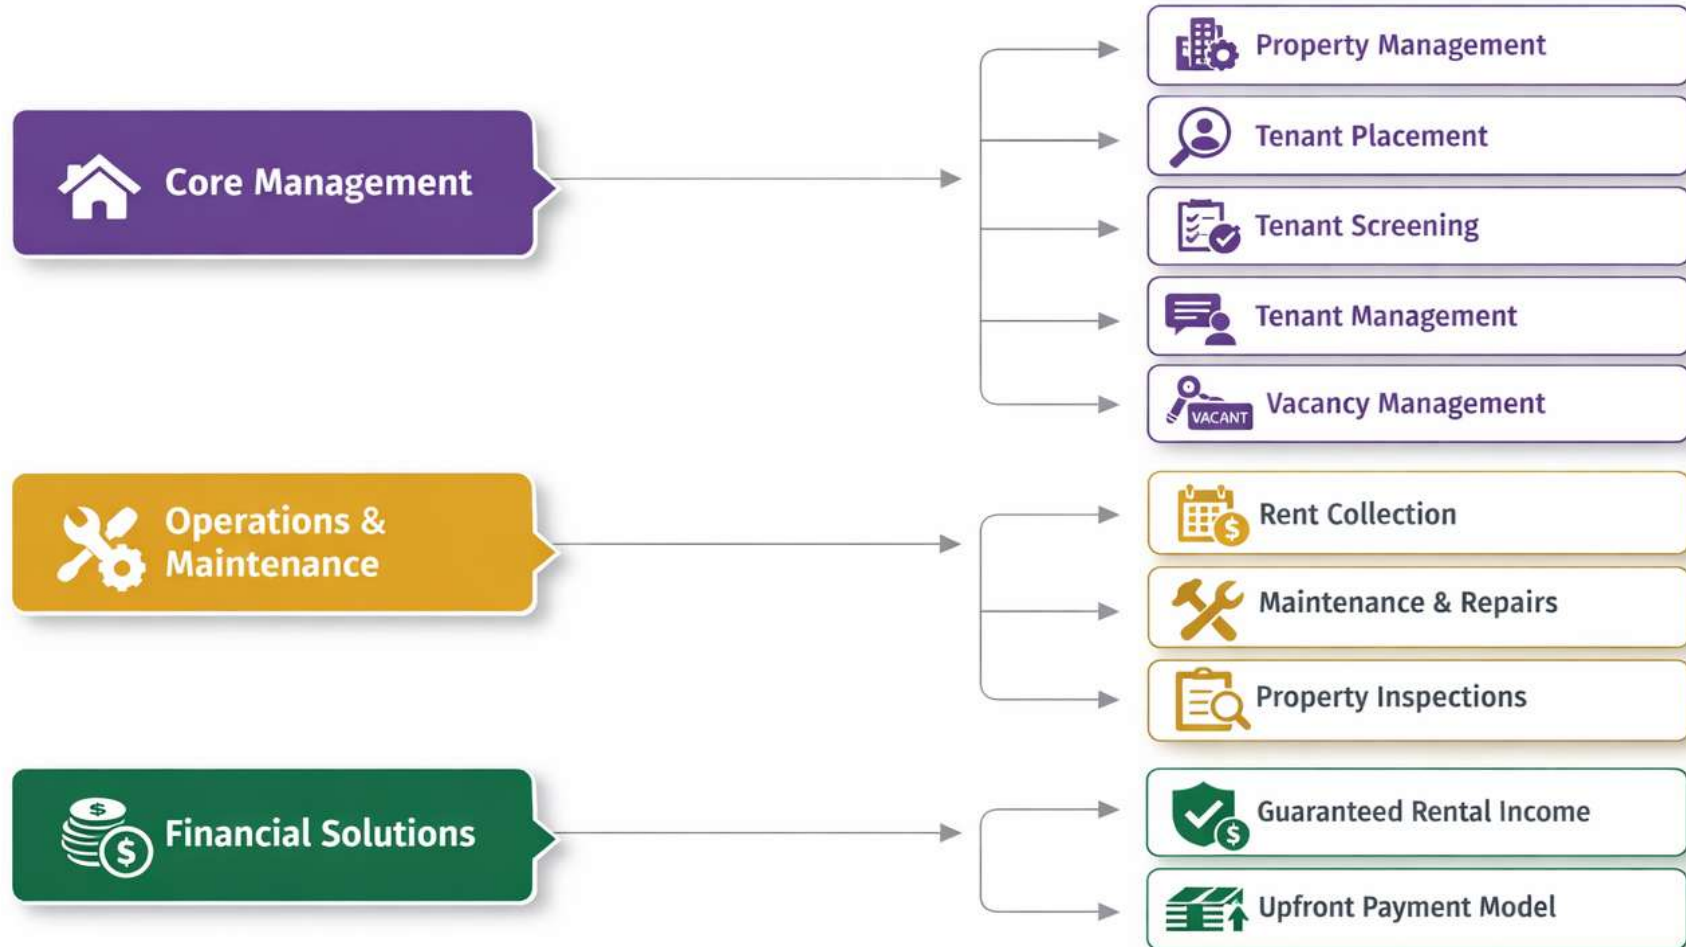 Core Management
Property Management
Tenant Placement
Tenant Screening
Tenant Management
VACANT
Vacancy Management
Operations &
Maintenance
$
Rent Collection
Maintenance & Repairs
Property Inspections
$
$
Financial Solutions
$
Guaranteed Rental Income
Upfront Payment Model